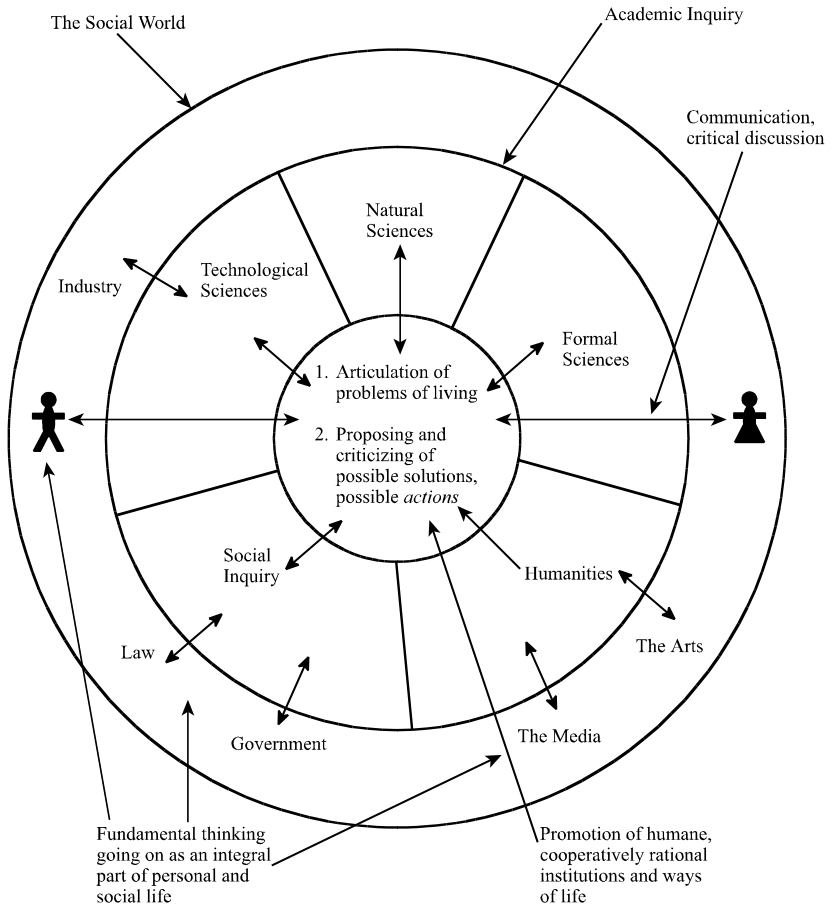 The Social World
Academic Inquiry
Communication,
critical discussion
Natural
Sciences
Technological
Sciences
Industry
Formal
Sciences
1. Articulation of
problems of living
2. Proposing and
criticizing of
possible solutions,
possible actions
Social
Inquiry
Humanities
Law
The Arts
Government
The Media
Fundamental thinking
going on as an integral
part of personal and
social life
Promotion of humane,
cooperatively rational
institutions and ways
of life